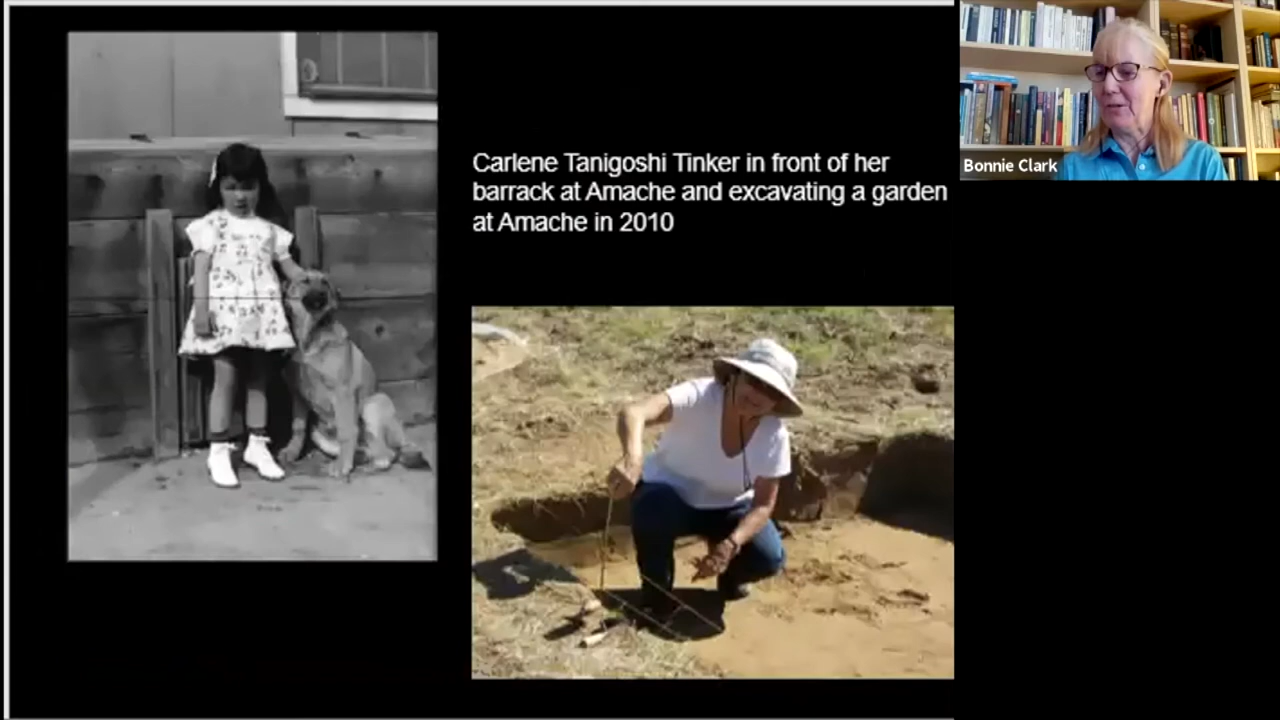 Carlene Tanigoshi Tinker in front of her
barrack at Amache and excavating a garden
at Amache in 2010
Bonnie Clark